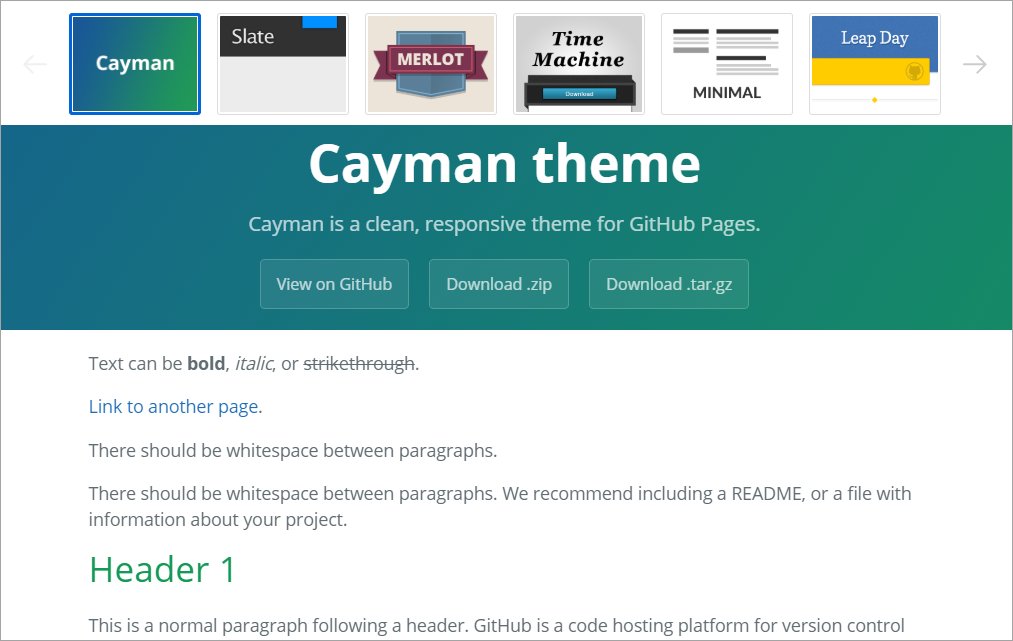 Cayman
Slate
MERLOT
Time
Machine
Download
MINIMAL
Leap Day
Cayman theme
Cayman is a clean, responsive theme for GitHub Pages.
View on GitHub
Download .zip
Download .tar.gz
Text can be bold, italic, or strikethrough.
Link to another page.
There should be whitespace between paragraphs.
There should be whitespace between paragraphs. We recommend including a README, or a file with
information about your project.
Header 1
This is a normal paragraph following a header. GitHub is a code hosting platform for version control